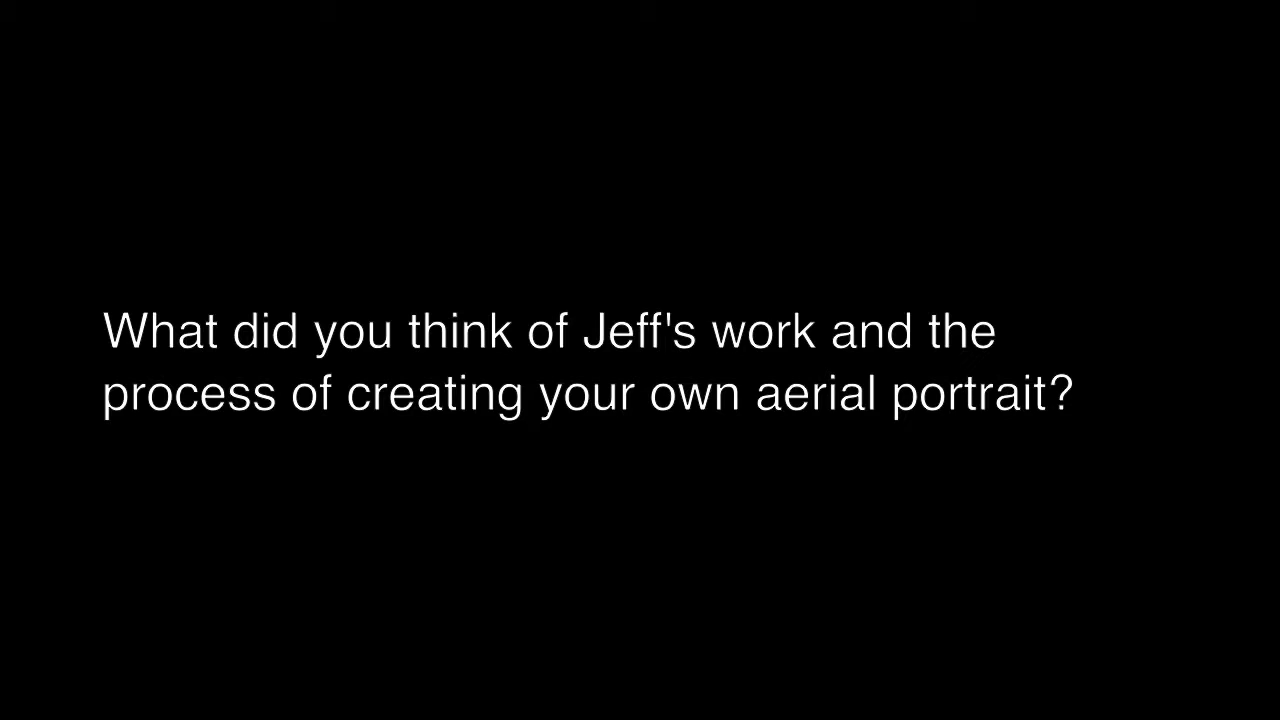 What did you think of Jeff's work and the
process of creating your own aerial portrait?